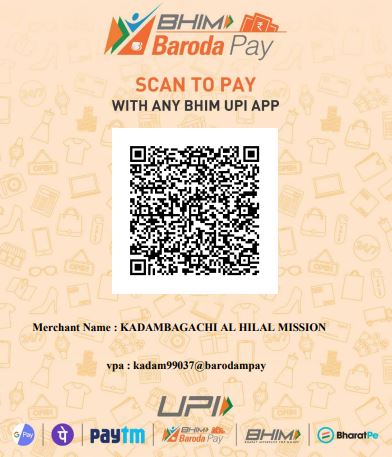 BHIM
Baroda Pay
SCAN TO PAY
WITH ANY BHIM UPI APP
Merchant Name : KADAMBAGACHI AL HILAL MISSION
vpa : kadam99037@barodampay
UPI
G Pay पे paytm BHIM Baroda Pay BHIM BharatPe